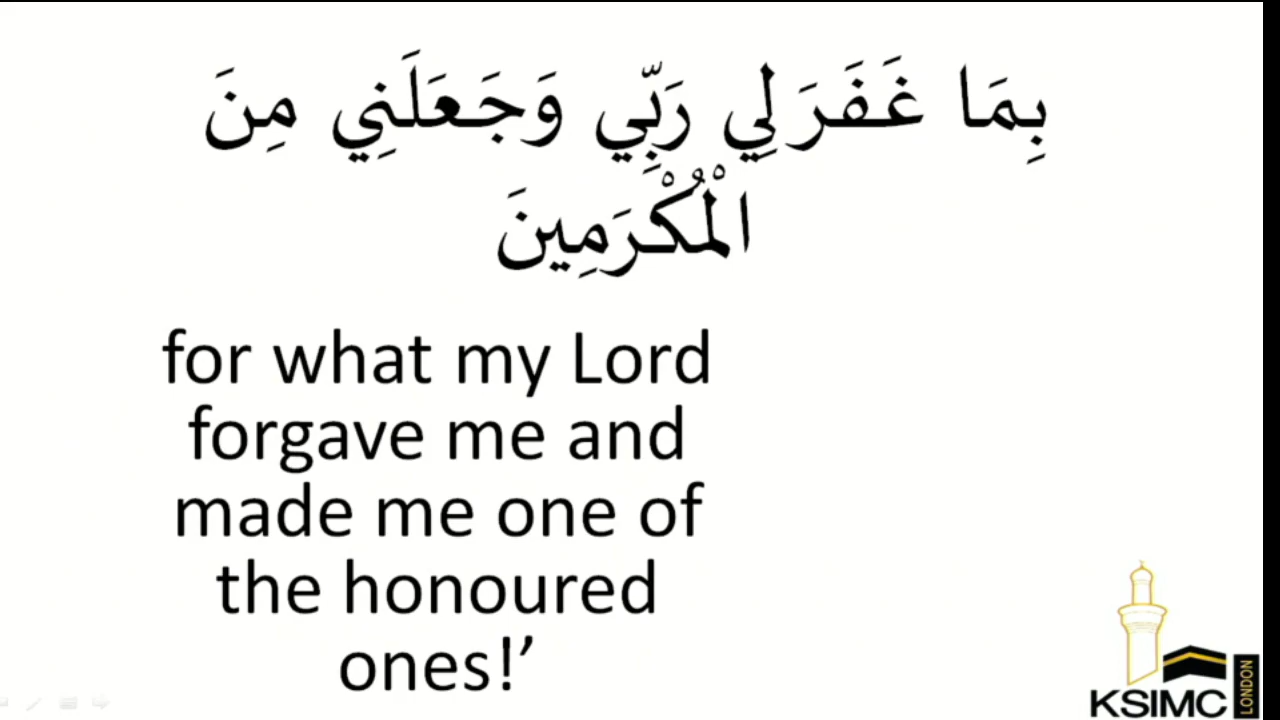 بِمَا غَفَرَ لِي رَبِّي وَجَعَلَنِي مِنَ
الْمُكْرَمِينَ
for what my Lord
forgave me and
made me one of
the honoured
ones!’
KSIMC
LONDON